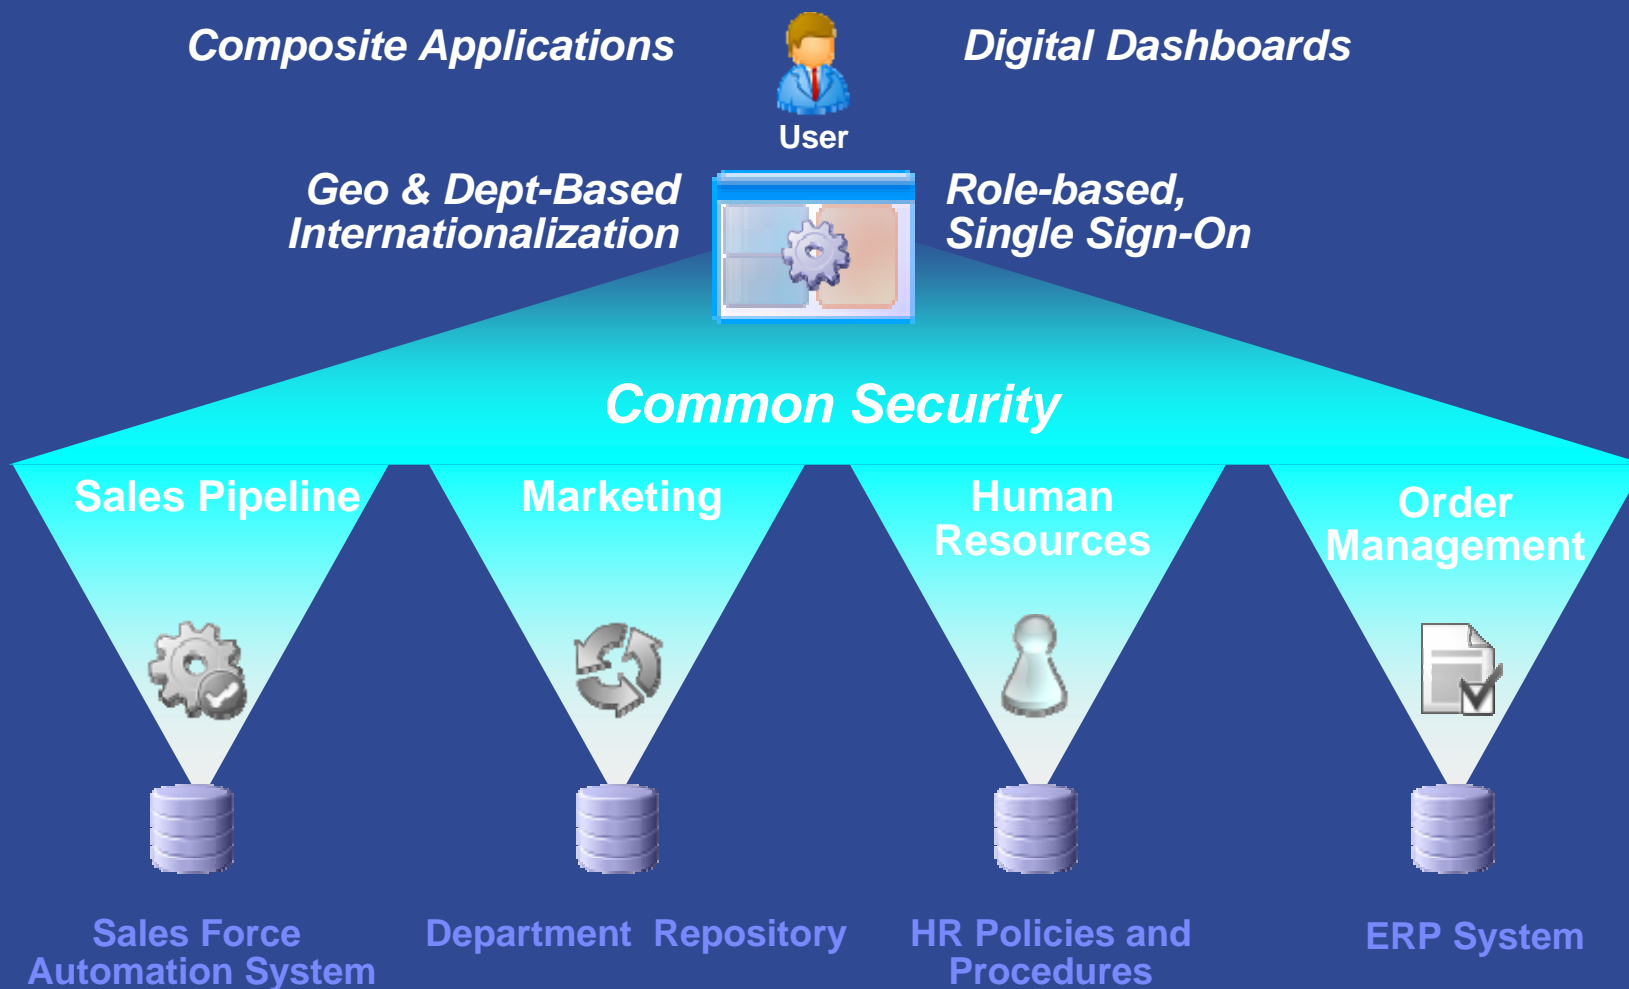 Composite Applications
Digital Dashboards
User
Geo & Dept-Based
Internationalization
Role-based,
Single Sign-On
Common Security
Sales Pipeline
Marketing
Human
Resources
Order
Management
Sales Force
Automation System
Department Repository
HR Policies and
Procedures
ERP System